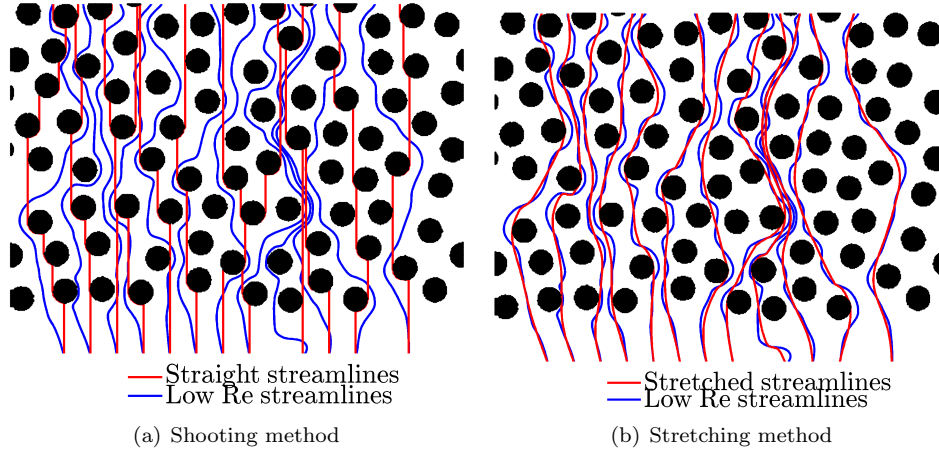 Straight streamlines
Low Re streamlines
(a) Shooting method
Stretched streamlines
Low Re streamlines
(b) Stretching method